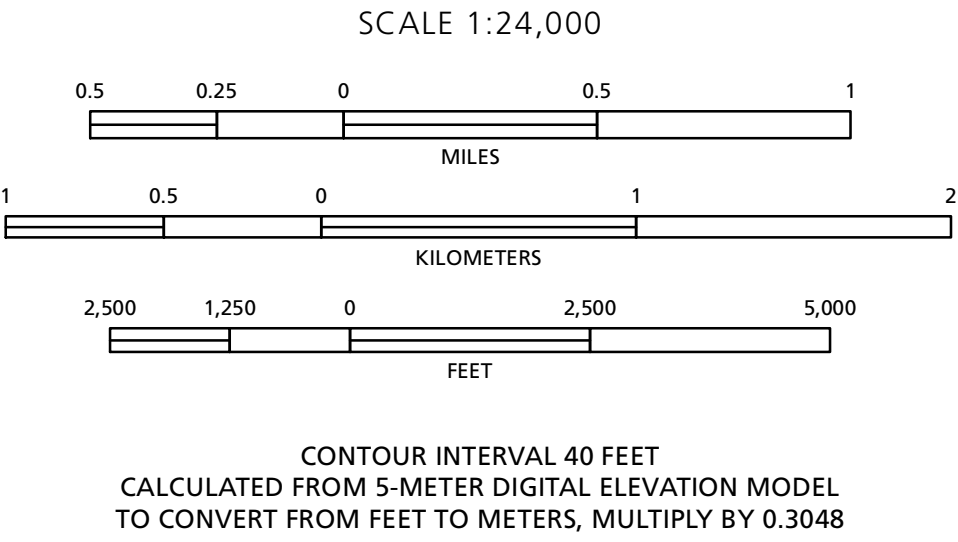 SCALE 1:24,000
0.5 0.25 0 0.5 1
MILES
1 0.5 0 1 2
KILOMETERS
2,500 1,250 0 2,500 5,000
FEET
CONTOUR INTERVAL 40 FEET
CALCULATED FROM 5-METER DIGITAL ELEVATION MODEL
TO CONVERT FROM FEET TO METERS, MULTIPLY BY 0.3048